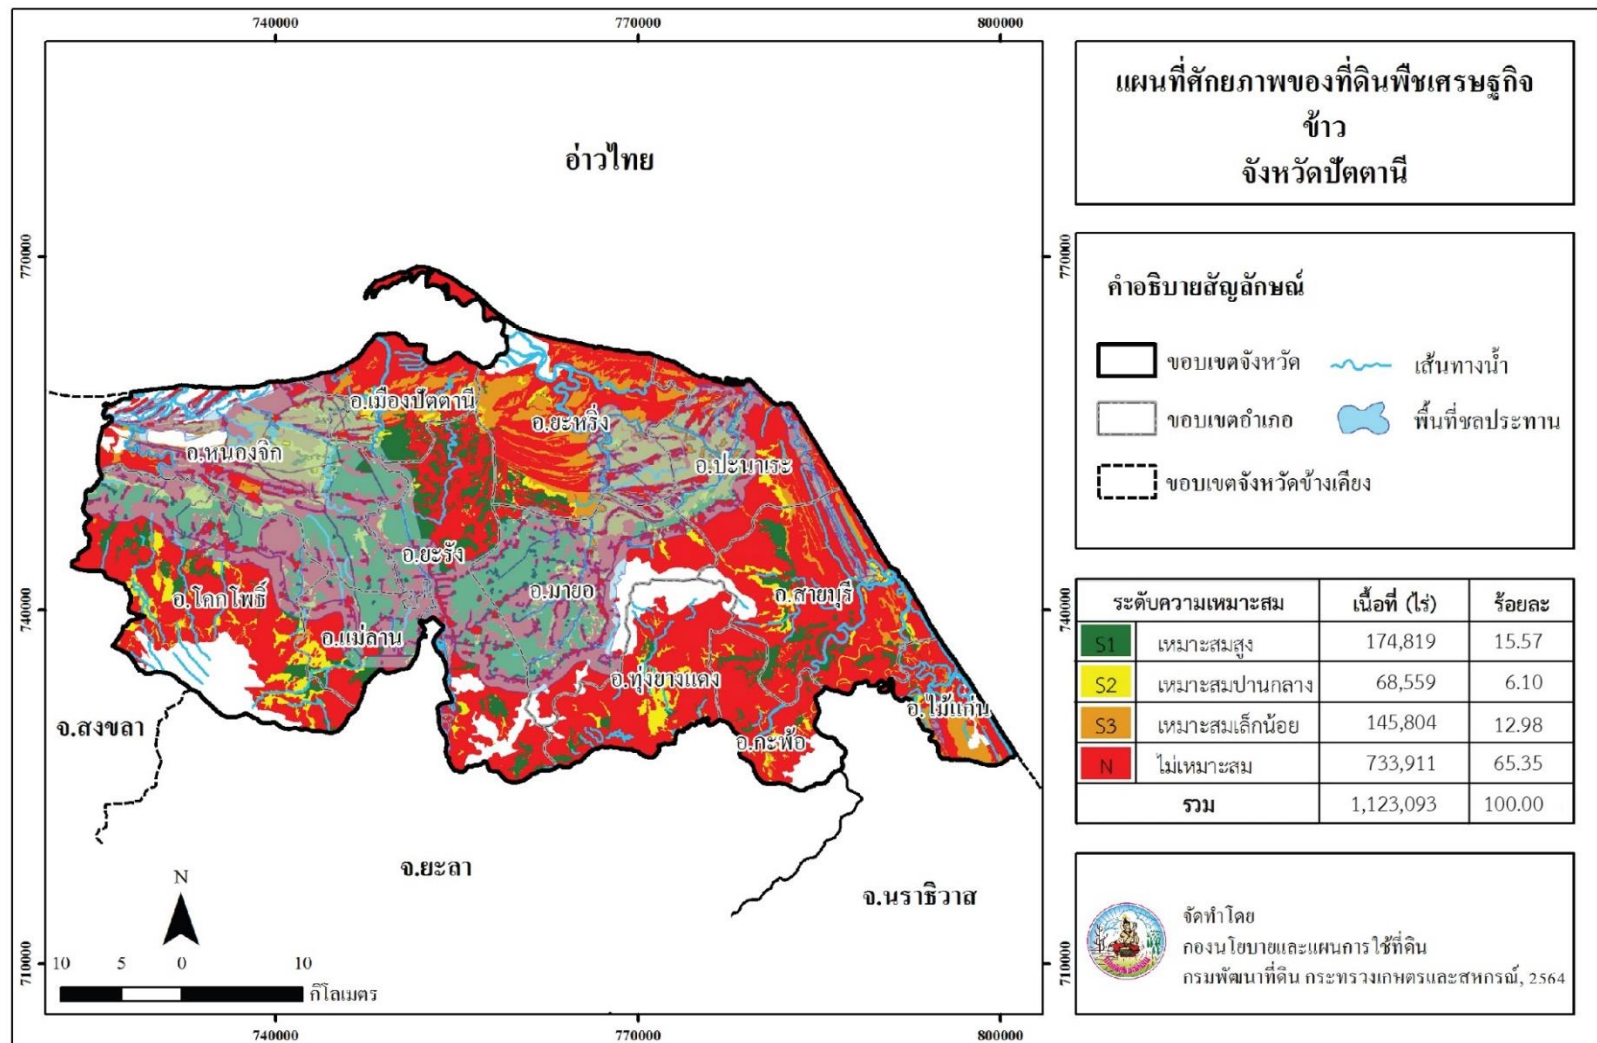 740000
770000
800000
แผนที่ศักยภาพของที่ดินพืชเศรษฐกิจ
ข้าว
จังหวัดปัตตานี
อ่าวไทย
770000
770000
คำอธิบายสัญลักษณ์
ขอบเขตจังหวัด
เส้นทางน้ำ
ขอบเขตอำเภอ
พื้นที่ชลประทาน
ขอบเขตจังหวัดข้างเคียง
อ.เมืองปัตตานี
อ.ยะหริ่ง
อ.หนองจิก
อ.ปะนาเระ
อ.ยะรัง
อ.มายอ
อ.สายบุรี
อ.โคกโพธิ์
อ.แม่ลาน
อ.ทุ่งยางแดง
อ.ไม้แก่น
อ.กะพ้อ
740000
740000
จ.สงขลา
จ.ยะลา
จ.นราธิวาส
ระดับความเหมาะสม เนื้อที่ (ไร่) ร้อยละ
S1 เหมาะสมสูง 174,819 15.57
S2 เหมาะสมปานกลาง 68,559 6.10
S3 เหมาะสมเล็กน้อย 145,804 12.98
N ไม่เหมาะสม 733,911 65.35
รวม 1,123,093 100.00
N
10 5 0 10
กิโลเมตร
710000
710000
จัดทำโดย
กองนโยบายและแผนการใช้ที่ดิน
กรมพัฒนาที่ดิน กระทรวงเกษตรและสหกรณ์, 2564
740000
770000
800000